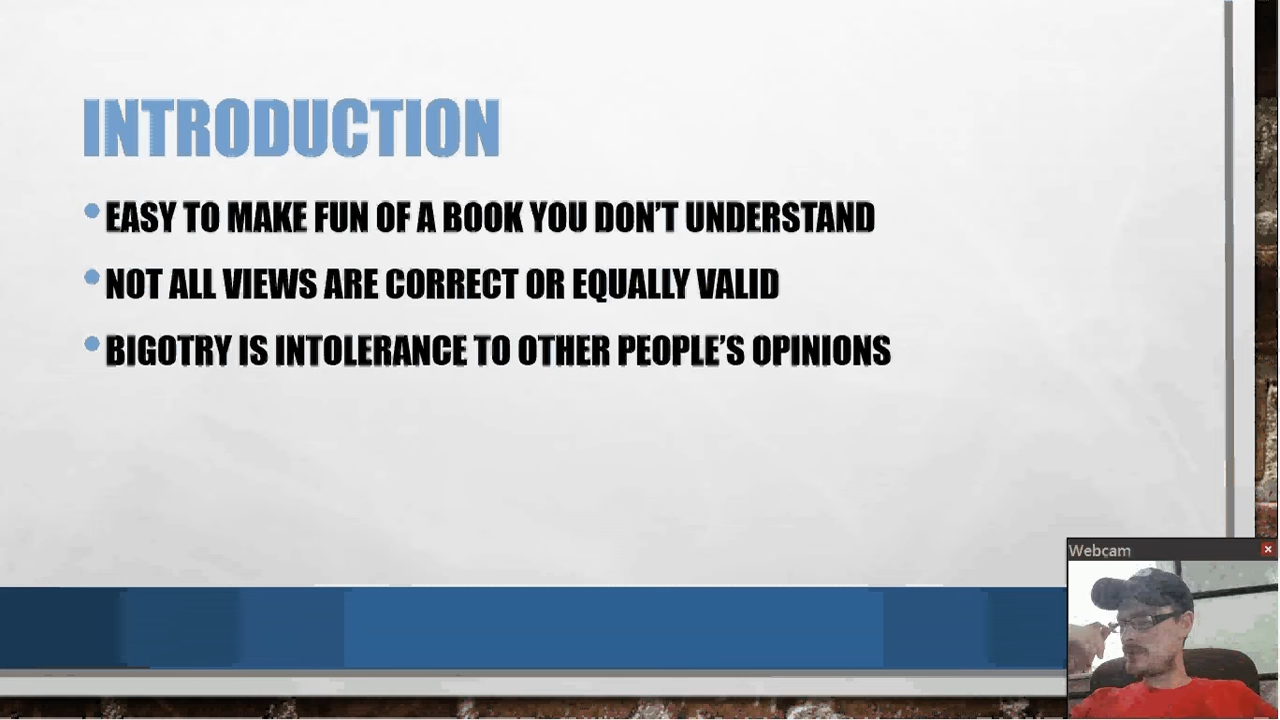 INTRODUCTION
EASY TO MAKE FUN OF A BOOK YOU DON'T UNDERSTAND
NOT ALL VIEWS ARE CORRECT OR EQUALLY VALID
BIGOTRY IS INTOLERANCE TO OTHER PEOPLE'S OPINIONS
Webcam